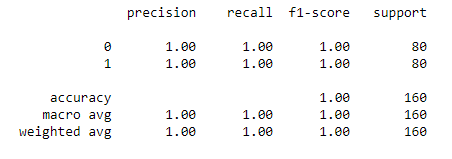 precision recall f1-score support
0 1.00 1.00 1.00 80
1 1.00 1.00 1.00 80
accuracy 1.00 160
macro avg 1.00 1.00 1.00 160
weighted avg 1.00 1.00 1.00 160